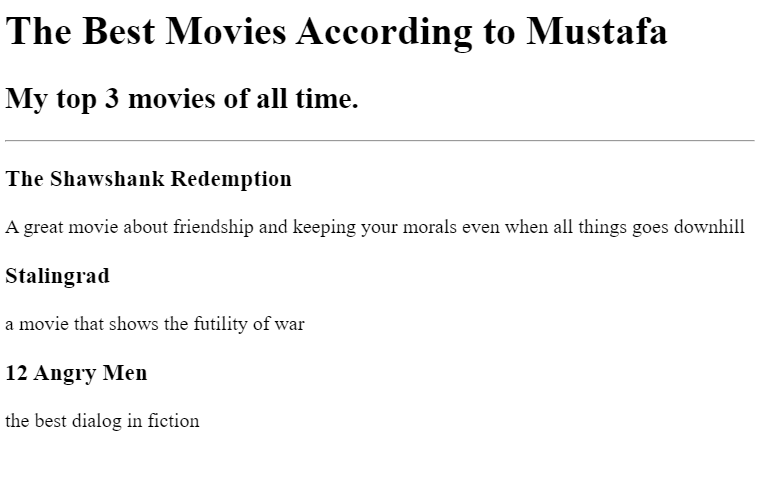 The Best Movies According to Mustafa
My top 3 movies of all time.
The Shawshank Redemption
A great movie about friendship and keeping your morals even when all things goes downhill
Stalingrad
a movie that shows the futility of war
12 Angry Men
the best dialog in fiction